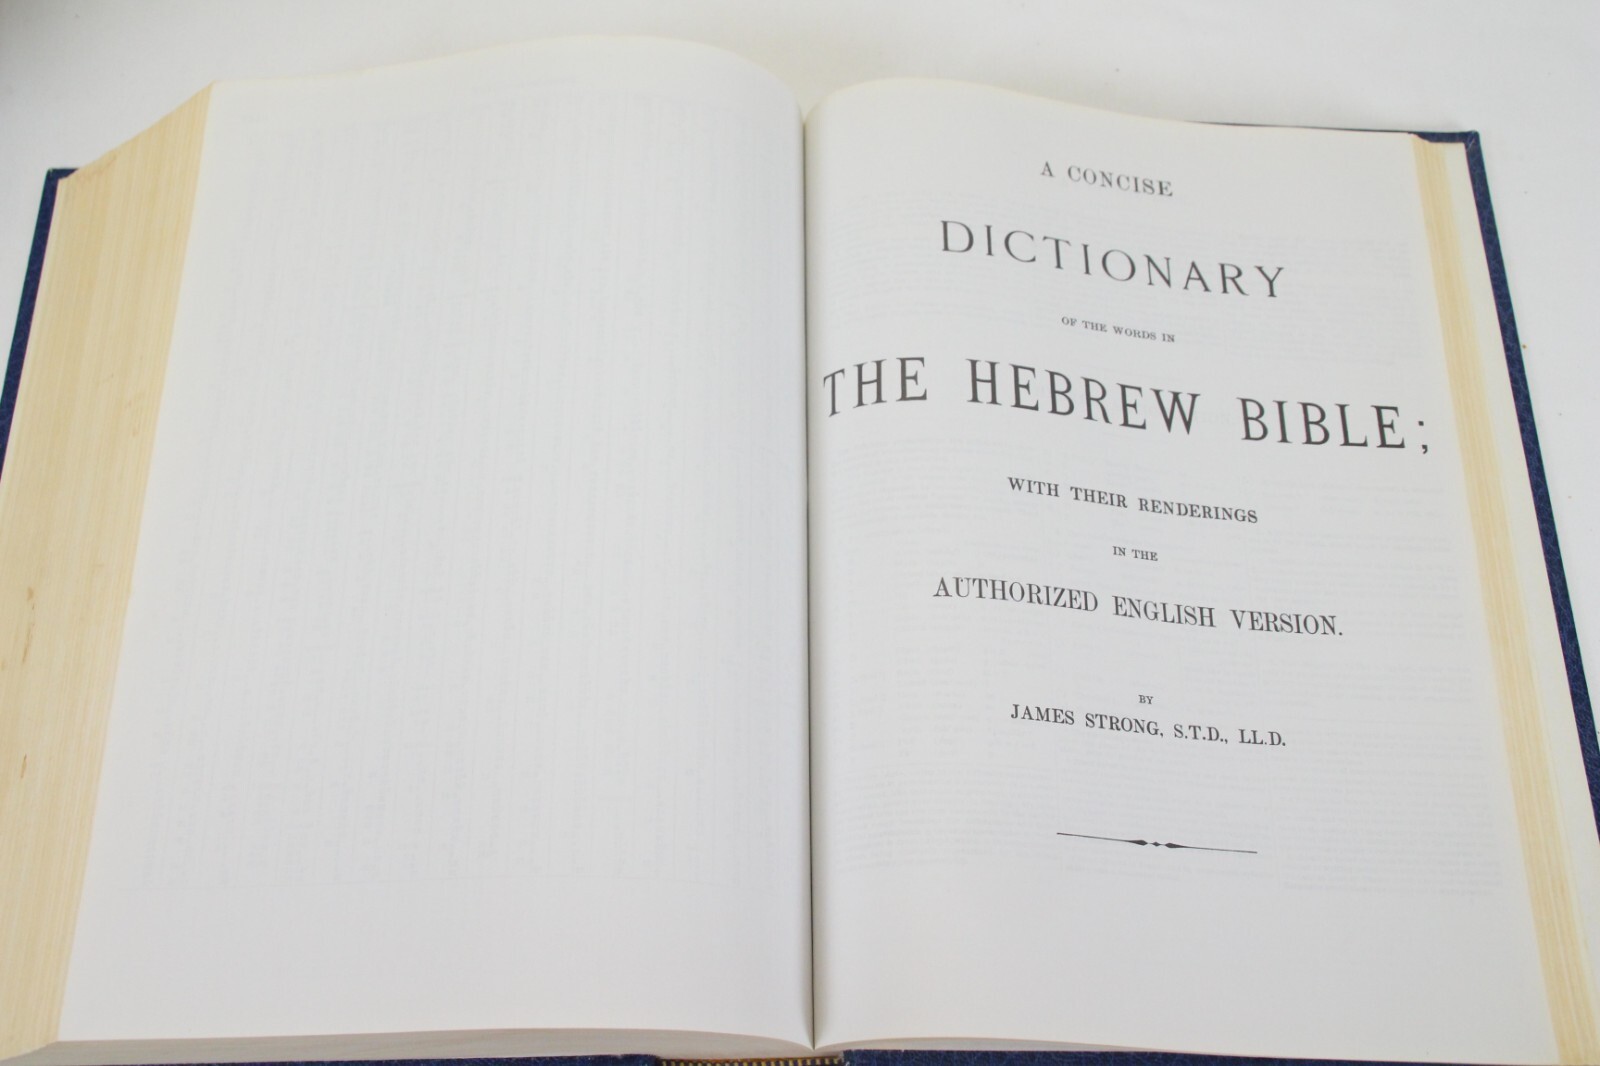 A CONCISE
DICTIONARY
OF THE WORDS IN
THE HEBREW BIBLE;
WITH THEIR RENDERINGS
IN THE
AUTHORIZED ENGLISH VERSION.
BY
JAMES STRONG, S.T.D., LL.D.